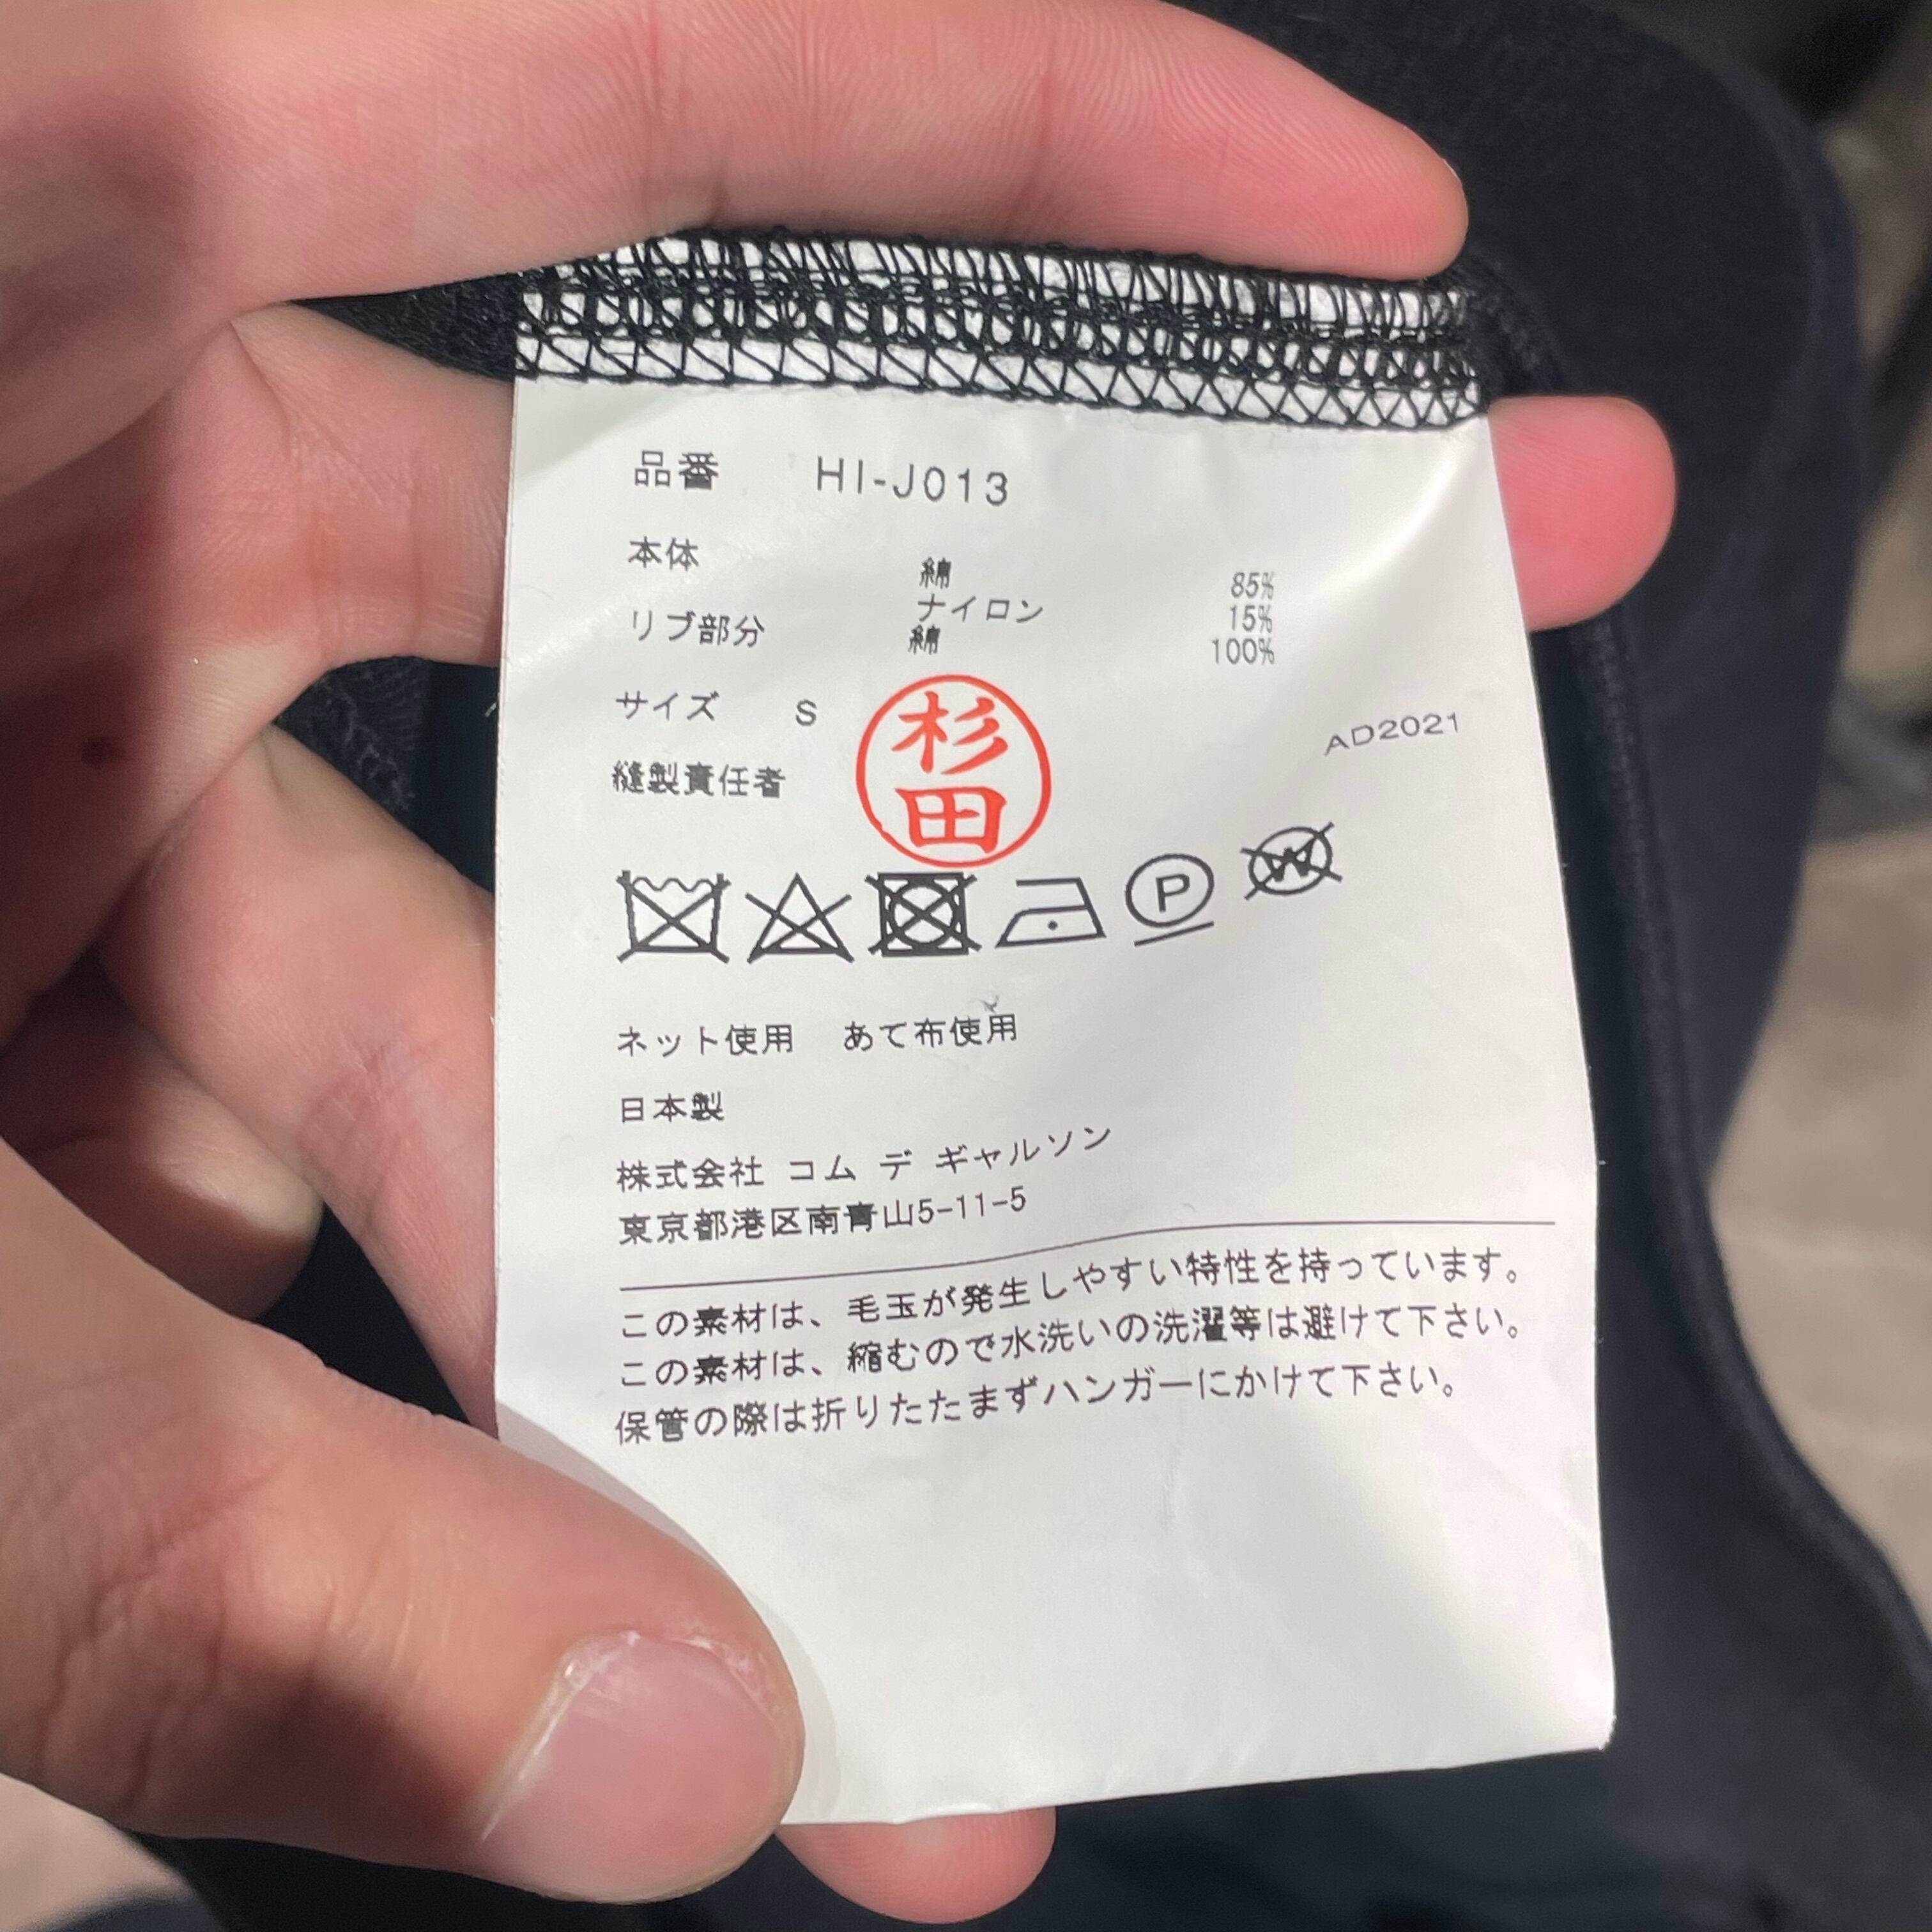 品番 HI-J013
本体 綿 85%
ナイロン 15%
リブ部分 綿 100%
サイズ S
杉田
AD2021
縫製責任者
P
W
ネット使用 あて布使用
日本製
株式会社 コム デ ギャルソン
東京都港区南青山5-11-5
この素材は、毛玉が発生しやすい特性を持っています。
この素材は、縮むので水洗いの洗濯等は避けて下さい。
保管の際は折りたたまずハンガーにかけて下さい。